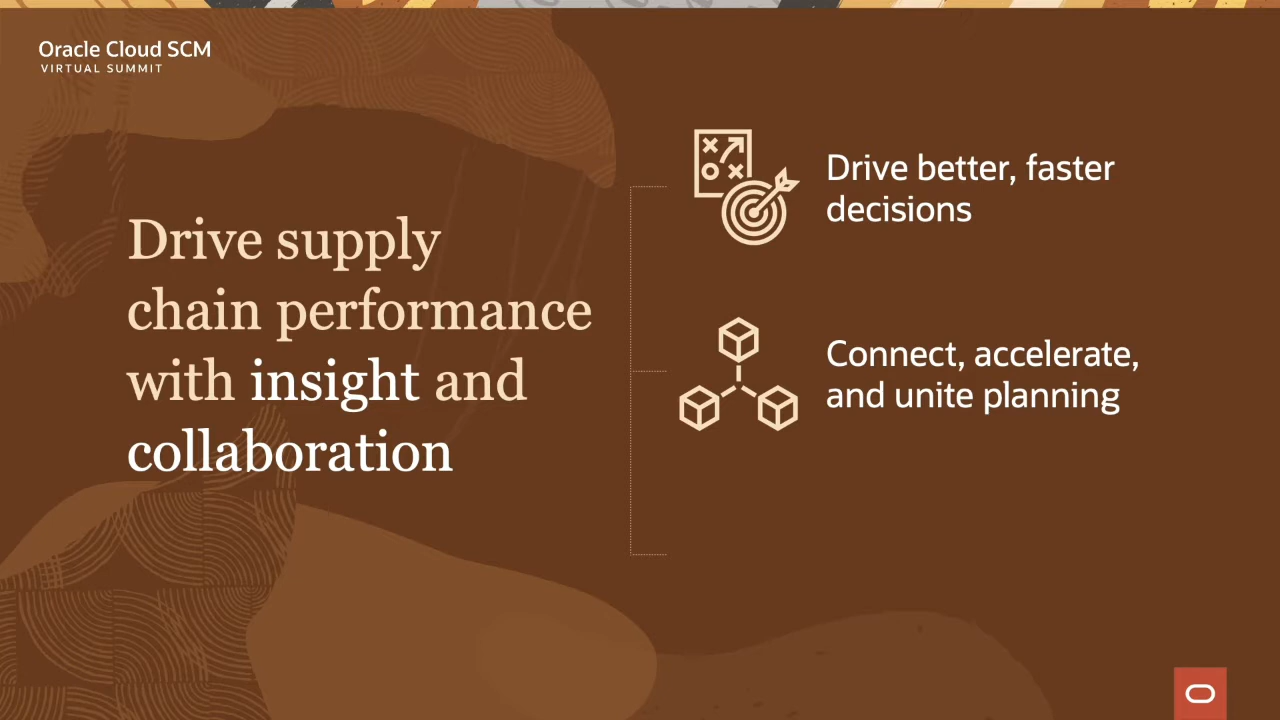 Oracle Cloud SCM
VIRTUAL SUMMIT
Drive supply
chain performance
with insight and
collaboration
Drive better, faster
decisions
Connect, accelerate,
and unite planning